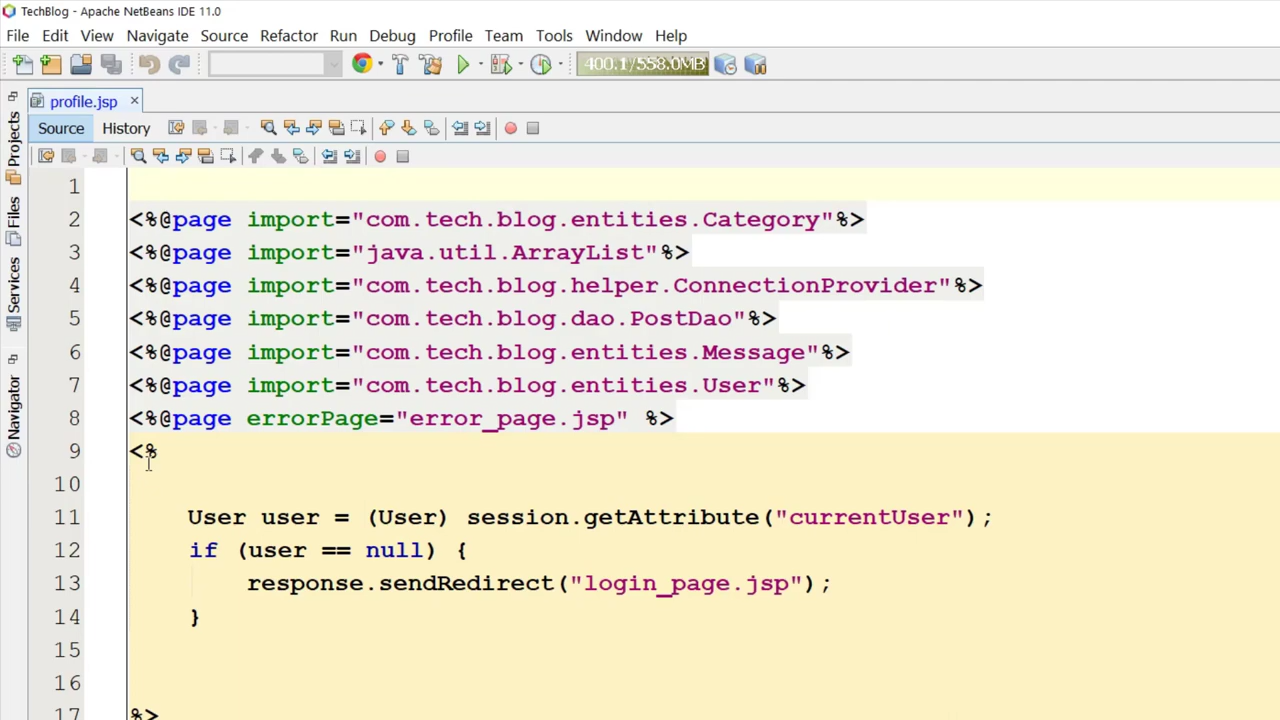 TechBlog - Apache NetBeans IDE 11.0
File Edit View Navigate Source Refactor Run Debug Profile Team Tools Window Help
400.1/558.0MB
profile.jsp
Source History
Projects
Files
Services
Navigator
1
2 <%@page import="com.tech.blog.entities.Category"%>
3 <%@page import="java.util.ArrayList"%>
4 <%@page import="com.tech.blog.helper.ConnectionProvider"%>
5 <%@page import="com.tech.blog.dao.PostDao"%>
6 <%@page import="com.tech.blog.entities.Message"%>
7 <%@page import="com.tech.blog.entities.User"%>
8 <%@page errorPage="error_page.jsp" %>
9 <%
10
11 User user = (User) session.getAttribute("currentUser");
12 if (user == null) {
13 response.sendRedirect("login_page.jsp");
14 }
15
16
17 %>